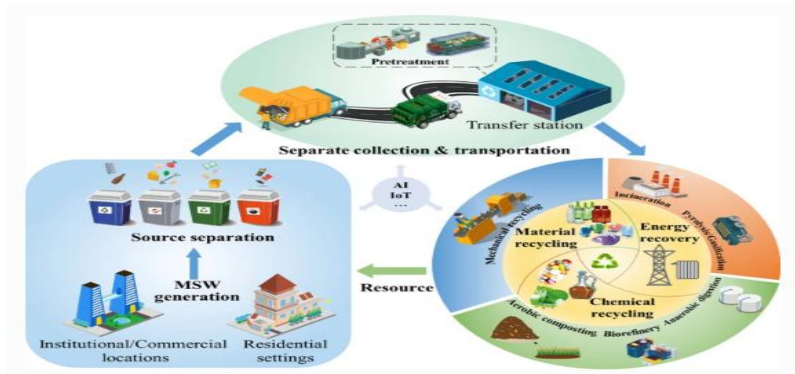 Pretreatment
Transfer station
Separate collection & transportation
AI
IoT
...
Source separation
MSW
generation
Institutional/Commercial
locations
Residential
settings
Resource
Mechanical recycling
Material
recycling
Energy
recovery
Chemical
recycling
Incineration
Pyrolysis Gasification
Aerobic composting
Biorefinery
Anaerobic digestion